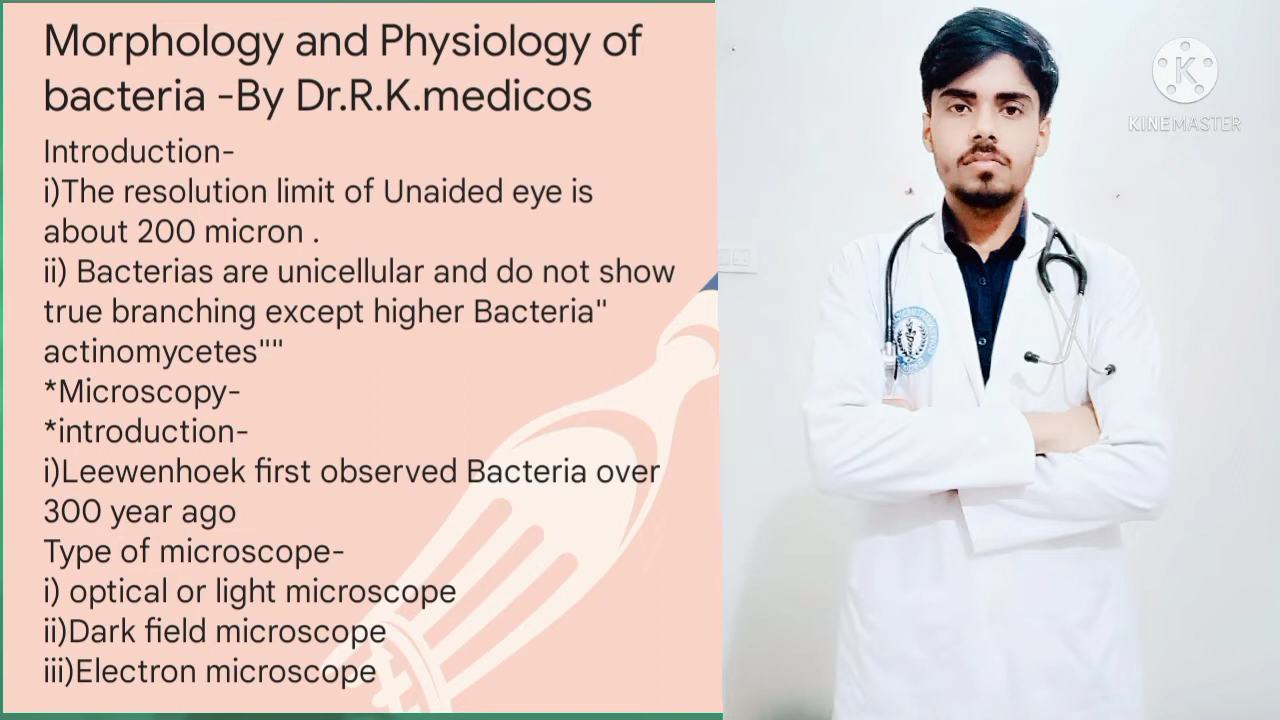 Morphology and Physiology of
bacteria -By Dr.R.K.medicos
Introduction-
i)The resolution limit of Unaided eye is
about 200 micron .
ii) Bacterias are unicellular and do not show
true branching except higher Bacteria"
actinomycetes""
*Microscopy-
*introduction-
i)Leewenhoek first observed Bacteria over
300 year ago
Type of microscope-
i) optical or light microscope
ii)Dark field microscope
iii)Electron microscope
K
KINEMASTER